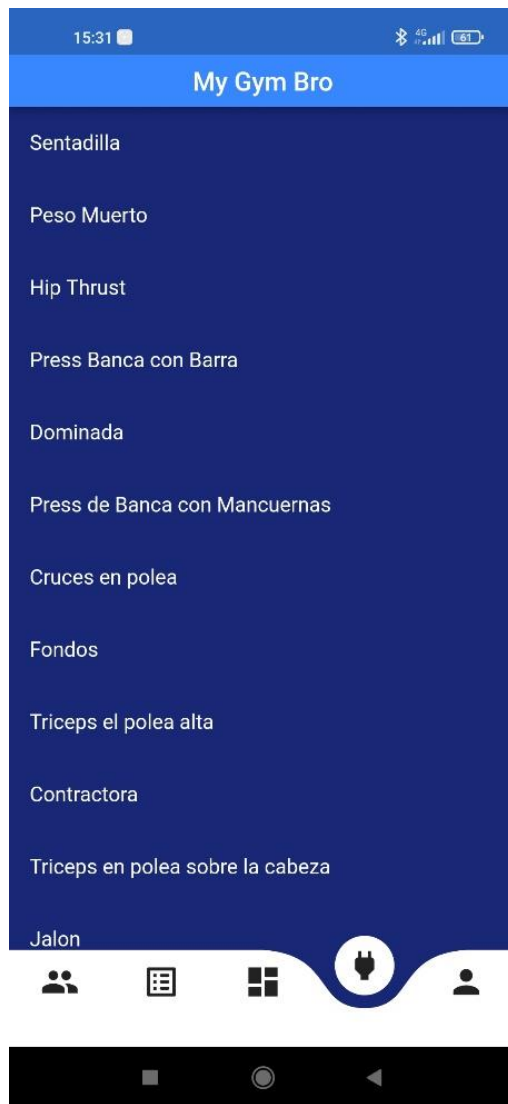 15:31
4G
61
My Gym Bro
Sentadilla
Peso Muerto
Hip Thrust
Press Banca con Barra
Dominada
Press de Banca con Mancuernas
Cruces en polea
Fondos
Triceps el polea alta
Contractora
Triceps en polea sobre la cabeza
Jalon